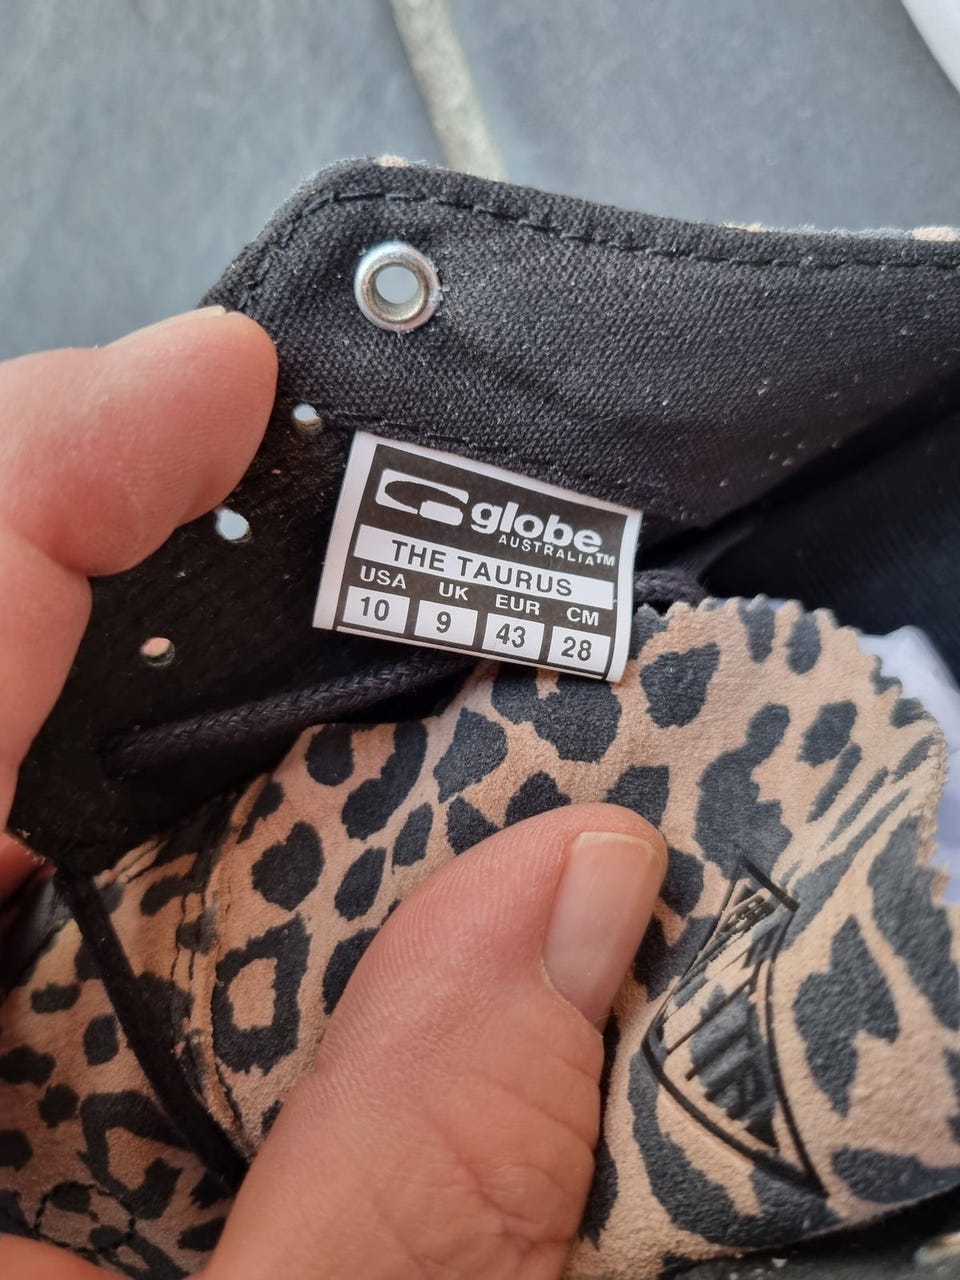 globe
AUSTRALIA™
THE TAURUS
USA UK EUR CM
10 9 43 28